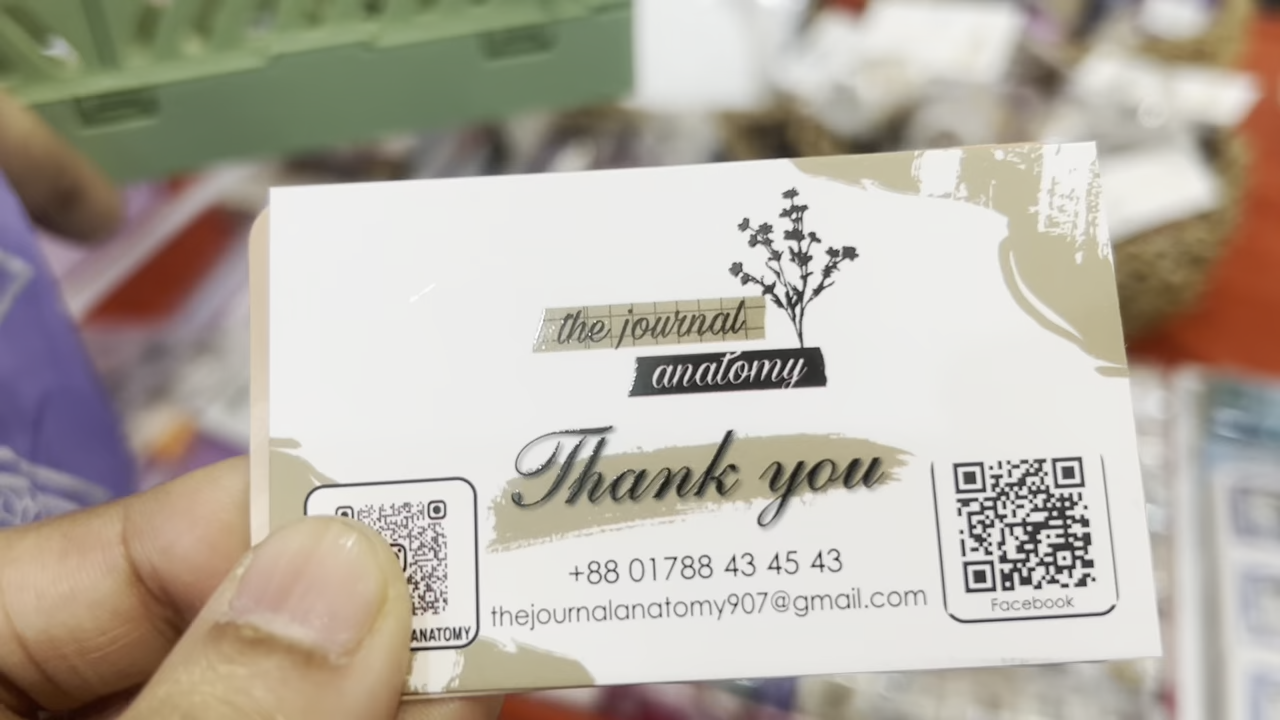 the journal
anatomy
Thank you
+88 01788 43 45 43
thejournalanatomy907@gmail.com
ANATOMY
Facebook